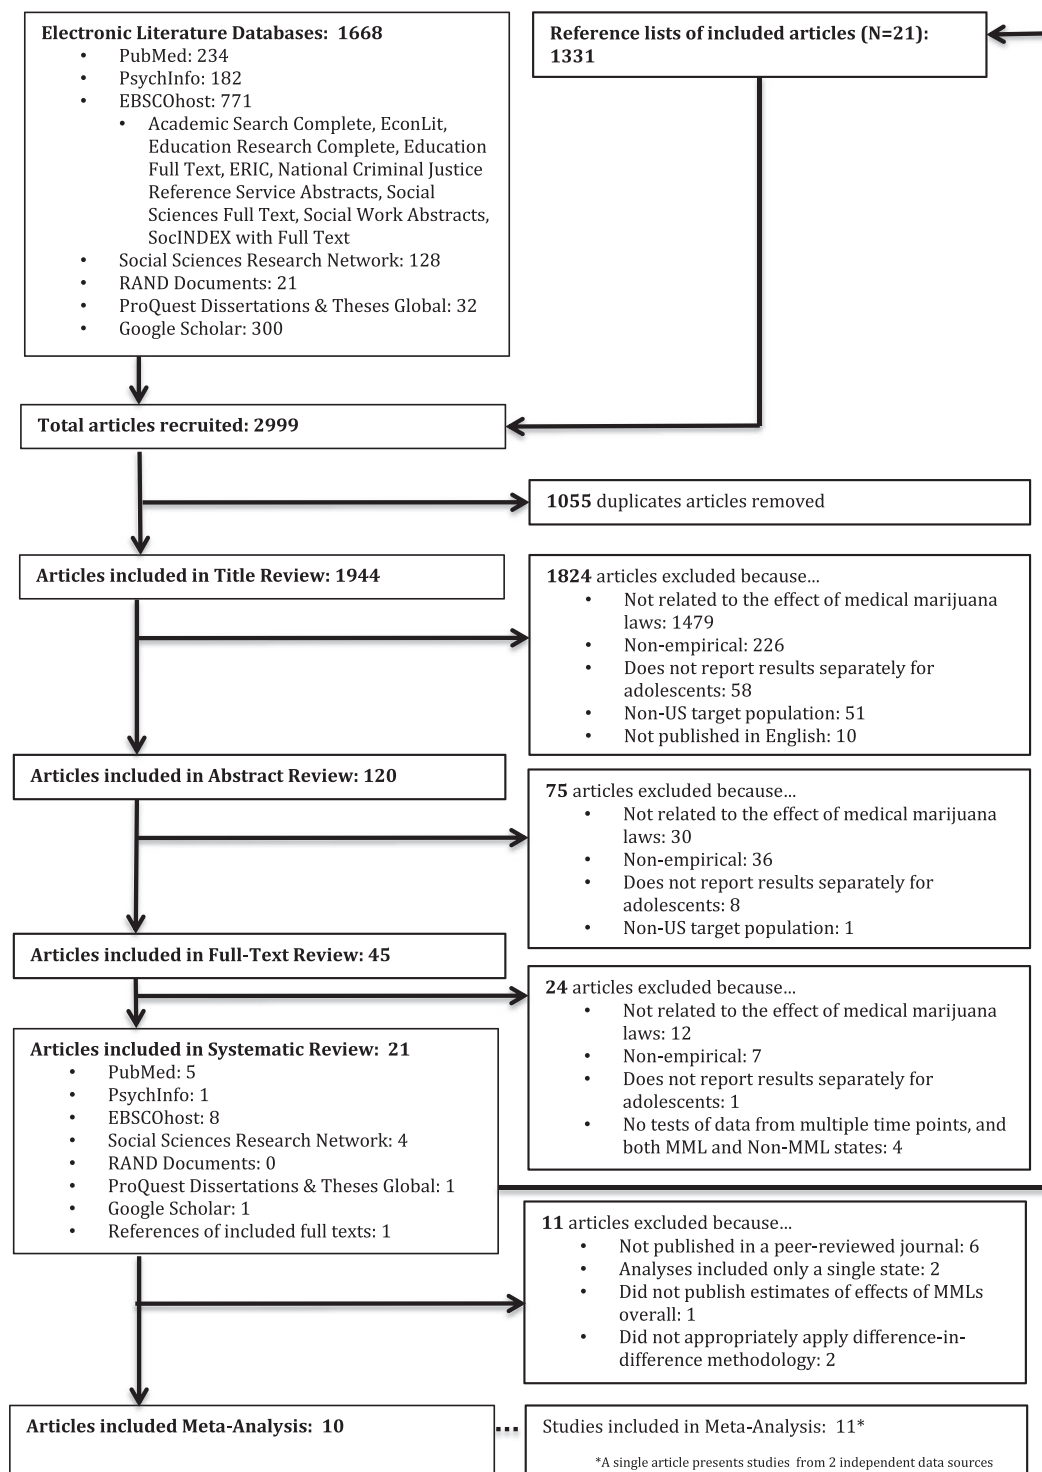 Electronic Literature Databases: 1668
• PubMed: 234
• PsychInfo: 182
• EBSCOhost: 771
• Academic Search Complete, EconLit,
Education Research Complete, Education
Full Text, ERIC, National Criminal Justice
Reference Service Abstracts, Social
Sciences Full Text, Social Work Abstracts,
SocINDEX with Full Text
• Social Sciences Research Network: 128
• RAND Documents: 21
• ProQuest Dissertations & Theses Global: 32
• Google Scholar: 300
Reference lists of included articles (N=21):
1331
Total articles recruited: 2999
1055 duplicates articles removed
Articles included in Title Review: 1944
1824 articles excluded because...
• Not related to the effect of medical marijuana
laws: 1479
• Non-empirical: 226
• Does not report results separately for
adolescents: 58
• Non-US target population: 51
• Not published in English: 10
Articles included in Abstract Review: 120
75 articles excluded because...
• Not related to the effect of medical marijuana
laws: 30
• Non-empirical: 36
• Does not report results separately for
adolescents: 8
• Non-US target population: 1
Articles included in Full-Text Review: 45
24 articles excluded because...
• Not related to the effect of medical marijuana
laws: 12
• Non-empirical: 7
• Does not report results separately for
adolescents: 1
• No tests of data from multiple time points, and
both MML and Non-MML states: 4
Articles included in Systematic Review: 21
• PubMed: 5
• PsychInfo: 1
• EBSCOhost: 8
• Social Sciences Research Network: 4
• RAND Documents: 0
• ProQuest Dissertations & Theses Global: 1
• Google Scholar: 1
• References of included full texts: 1
11 articles excluded because...
• Not published in a peer-reviewed journal: 6
• Analyses included only a single state: 2
• Did not publish estimates of effects of MMLs
overall: 1
• Did not appropriately apply difference-in-
difference methodology: 2
Articles included Meta-Analysis: 10
...
Studies included in Meta-Analysis: 11*
*A single article presents studies from 2 independent data sources